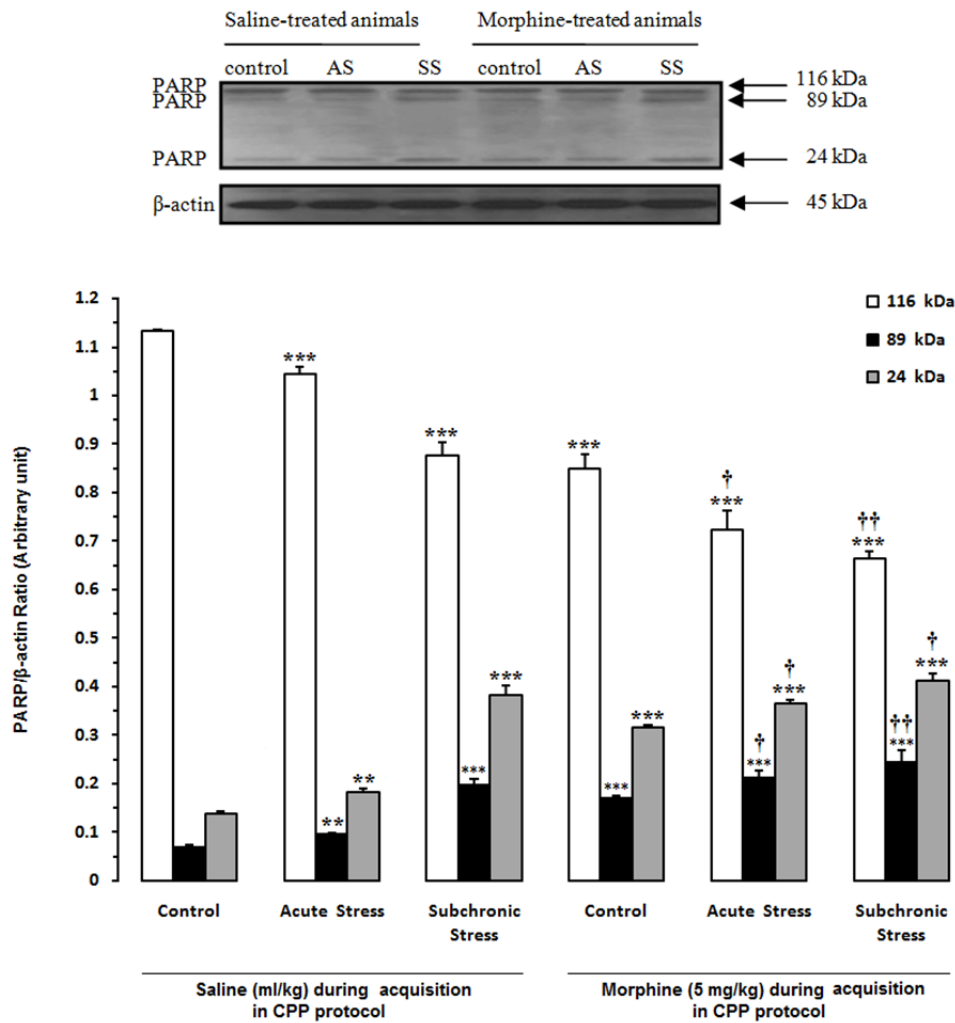 Saline-treated animals Morphine-treated animals
control AS SS control AS SS
PARP 116 kDa
PARP 89 kDa
PARP 24 kDa
β-actin 45 kDa
PARP/β-actin Ratio (Arbitrary unit)
1.2
1.1
1
0.9
0.8
0.7
0.6
0.5
0.4
0.3
0.2
0.1
0
116 kDa
89 kDa
24 kDa
***
***
***
†
***
††
***
**
**
***
***
***
***
†
***
†
***
††
***
†
***
Control Acute Stress Subchronic Stress Control Acute Stress Subchronic Stress
Saline (ml/kg) during acquisition
in CPP protocol
Morphine (5 mg/kg) during acquisition
in CPP protocol